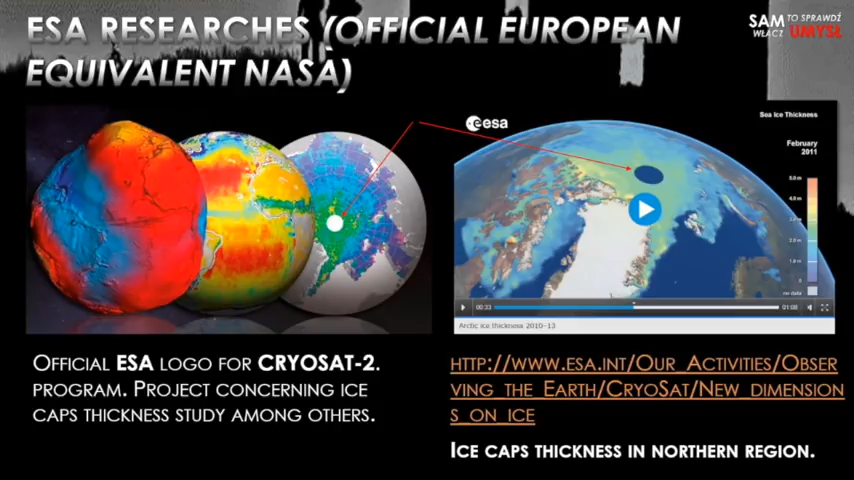 ESA RESEARCHES (OFFICIAL EUROPEAN
EQUIVALENT NASA)
SAM TO SPRAWDŹ
WŁĄCZ UMYSŁ
esa
Sea Ice Thickness
February
2011
5.0 m
4.0 m
3.0 m
2.0 m
1.0 m
no data
00:33
01:08
Arctic ice thickness 2010-13
OFFICIAL ESA LOGO FOR CRYOSAT-2.
PROGRAM. PROJECT CONCERNING ICE
CAPS THICKNESS STUDY AMONG OTHERS.
HTTP://WWW.ESA.INT/OUR_ACTIVITIES/OBSER
VING_THE_EARTH/CRYOSAT/NEW_DIMENSION
S_ON_ICE
ICE CAPS THICKNESS IN NORTHERN REGION.